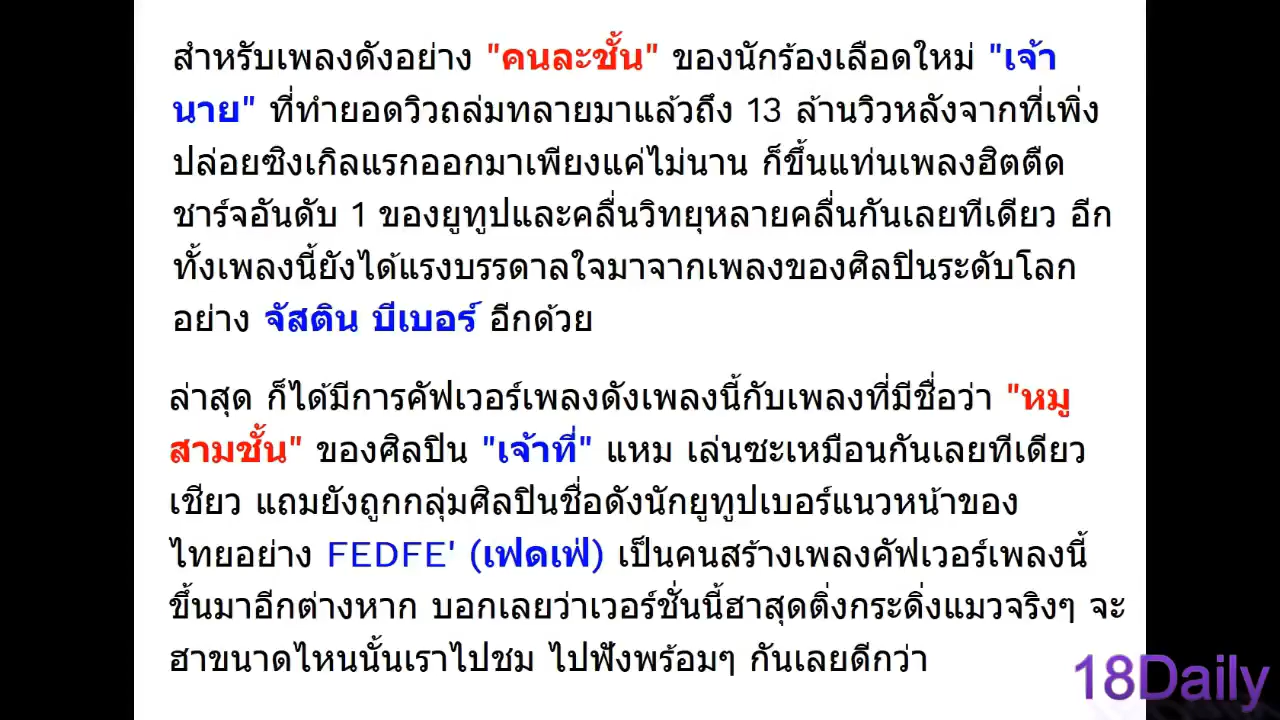 สำหรับเพลงดังอย่าง "คนละชั้น" ของนักร้องเลือดใหม่ "เจ้า
นาย" ที่ทำยอดวิวถล่มทลายมาแล้วถึง 13 ล้านวิวหลังจากที่เพิ่ง
ปล่อยซิงเกิลแรกออกมาเพียงแค่ไม่นาน ก็ขึ้นแท่นเพลงฮิตตืด
ชาร์จอันดับ 1 ของยูทูปและคลื่นวิทยุหลายคลื่นกันเลยทีเดียว อีก
ทั้งเพลงนี้ยังได้แรงบรรดาลใจมาจากเพลงของศิลปินระดับโลก
อย่าง จัสติน บีเบอร์ อีกด้วย
ล่าสุด ก็ได้มีการคัฟเวอร์เพลงดังเพลงนี้กับเพลงที่มีชื่อว่า "หมู
สามชั้น" ของศิลปิน "เจ้าที่" แหม เล่นซะเหมือนกันเลยทีเดียว
เชียว แถมยังถูกกลุ่มศิลปินชื่อดังนักยูทูปเบอร์แนวหน้าของ
ไทยอย่าง FEDFE' (เฟดเฟ่) เป็นคนสร้างเพลงคัฟเวอร์เพลงนี้
ขึ้นมาอีกต่างหาก บอกเลยว่าเวอร์ชั่นนี้ฮาสุดติ่งกระดิ่งแมวจริงๆ จะ
ฮาขนาดไหนนั้นเราไปชม ไปฟังพร้อมๆ กันเลยดีกว่า
18Daily